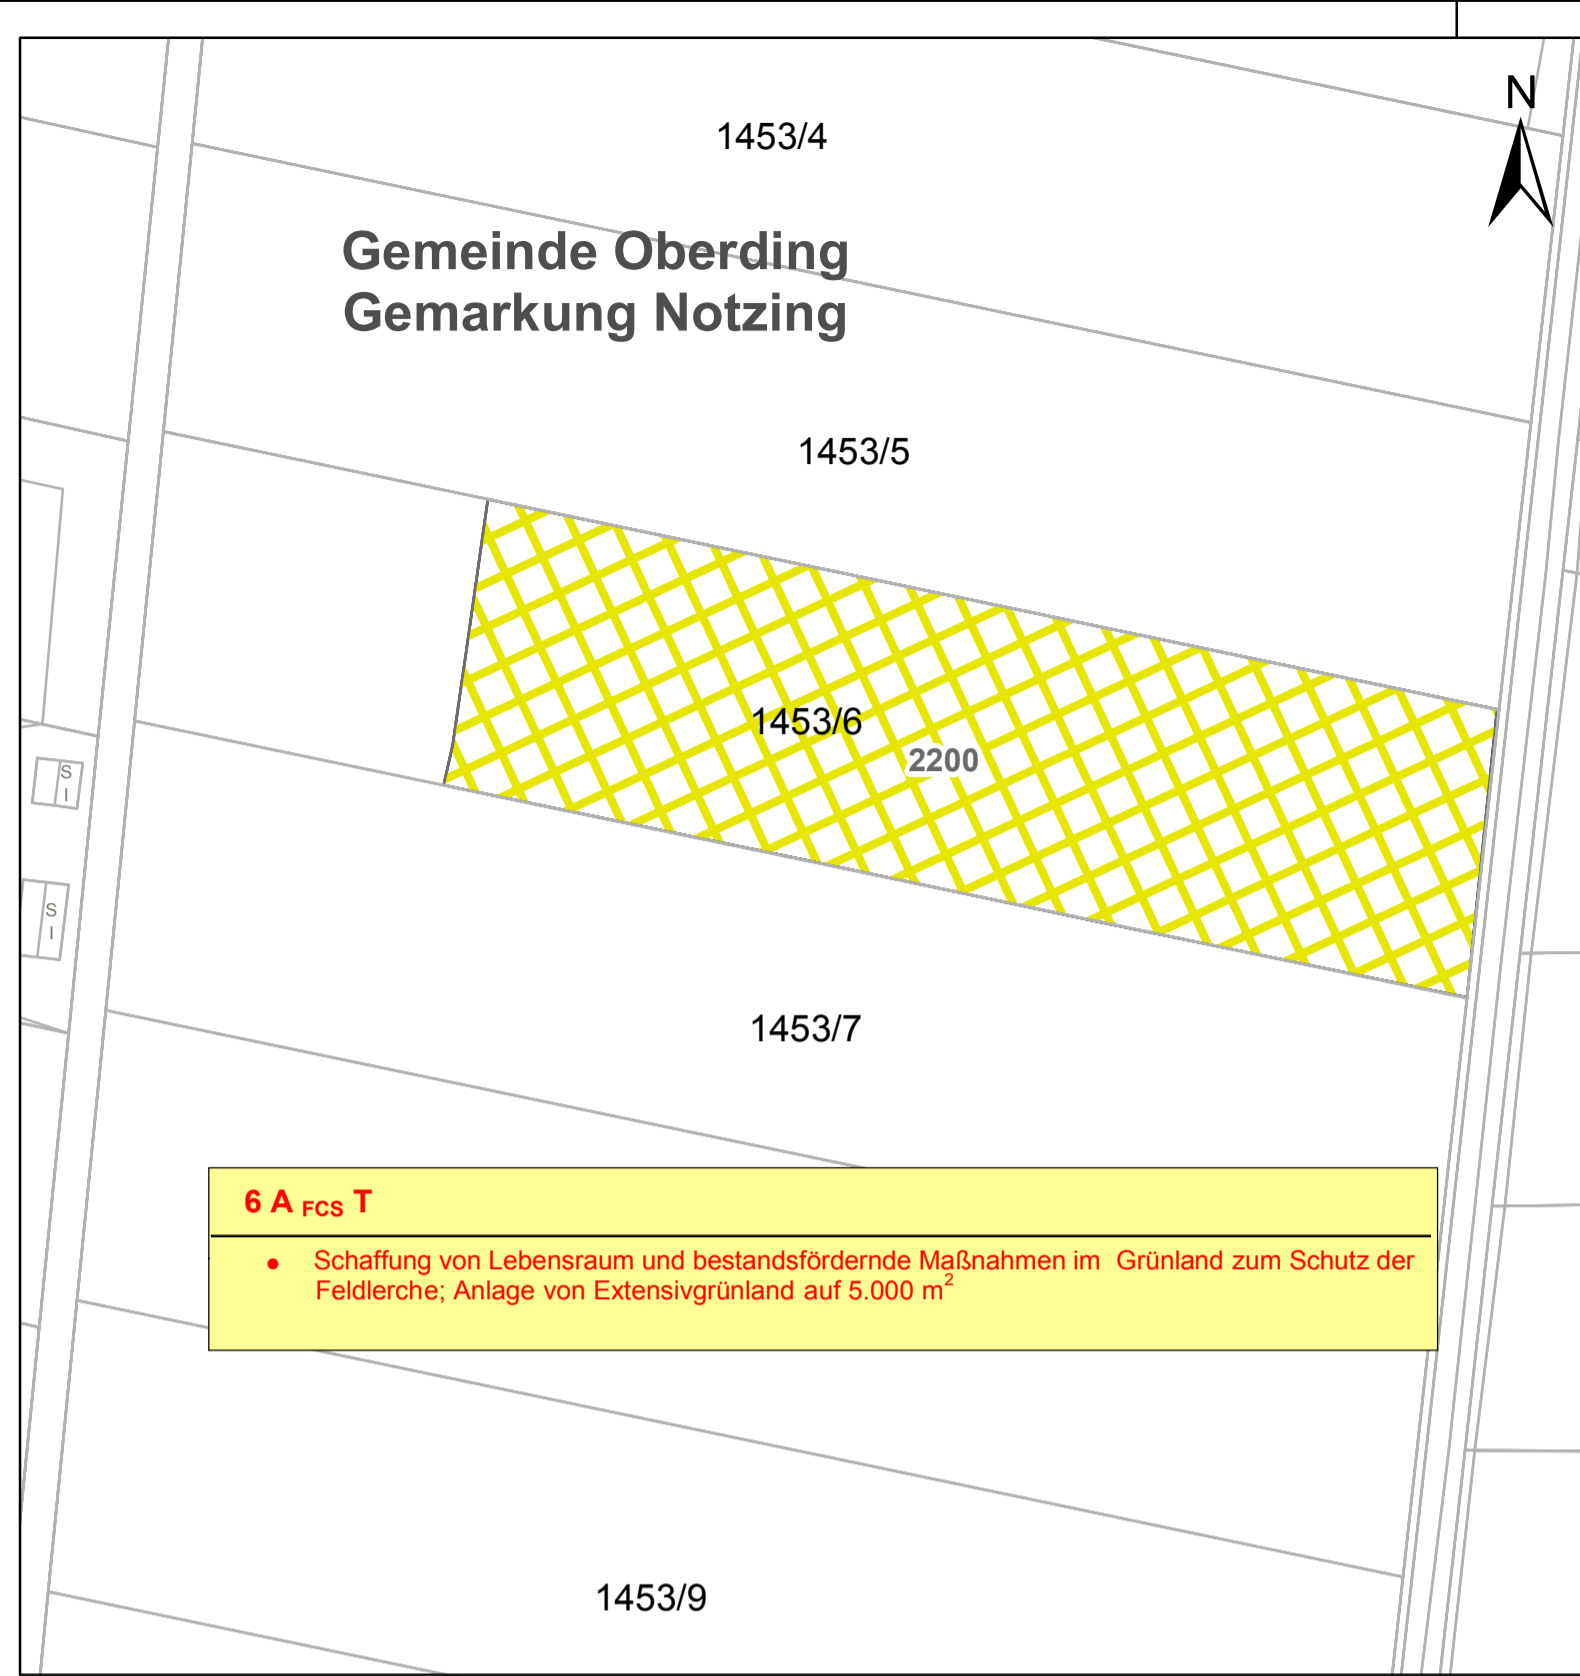 N
1453/4
Gemeinde Oberding
Gemarkung Notzing
1453/5
1453/6
2200
S
I
S
I
1453/7
6 A FCS T
• Schaffung von Lebensraum und bestandsfördernde Maßnahmen im Grünland zum Schutz der
Feldlerche; Anlage von Extensivgrünland auf 5.000 m²
1453/9